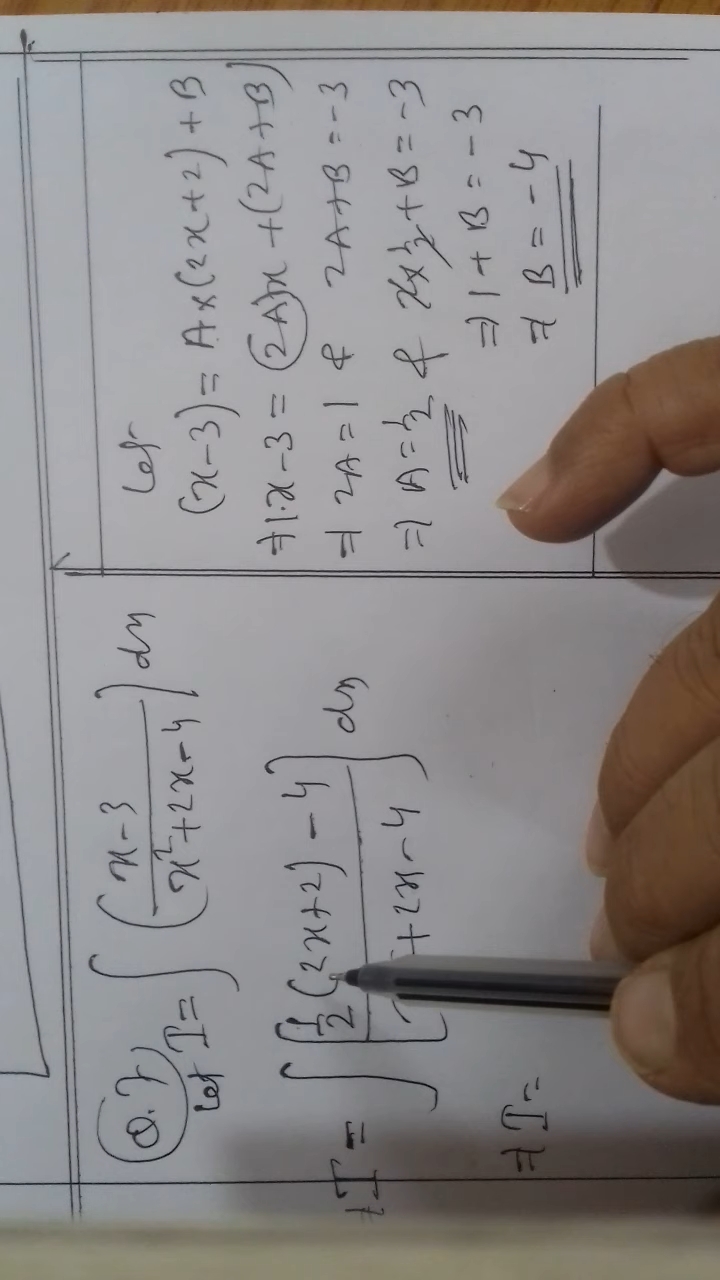 Q.7)
Let I = ∫ ( (x-3) / (x²+2x-4) ) dx
⇒ I = ∫ [ (1/2 (2x+2) - 4) / ( +2x-4) ] dx
⇒ I =
Let
(x-3) = A×(2x+2)+B
⇒ 1·x-3 = (2A)x + (2A+B)
⇒ 2A = 1 & 2A+B = -3
⇒ A = 1/2 & 2×1/2+B = -3
⇒ 1 + B = -3
⇒ B = -4